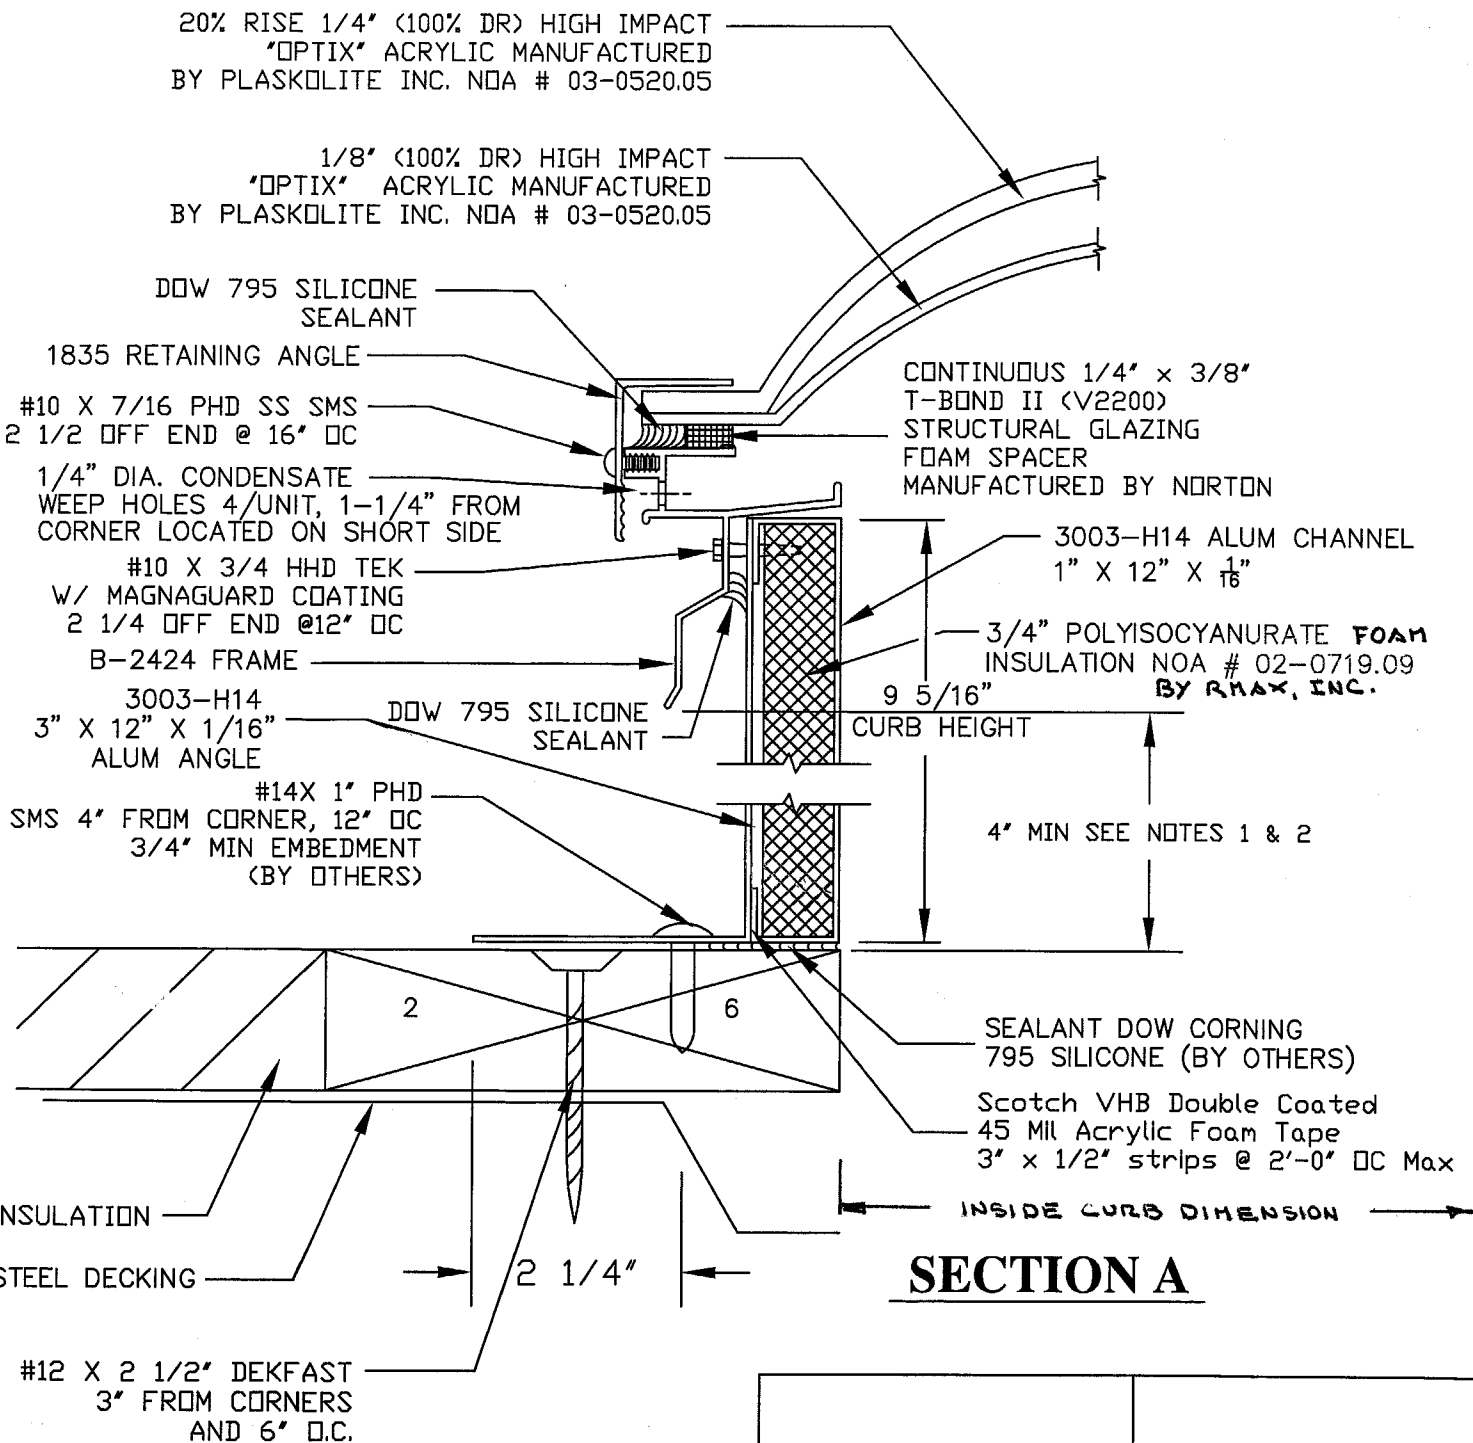 20% RISE 1/4" (100% DR) HIGH IMPACT
"OPTIX" ACRYLIC MANUFACTURED
BY PLASKOLITE INC. NOA # 03-0520.05
1/8" (100% DR) HIGH IMPACT
"OPTIX" ACRYLIC MANUFACTURED
BY PLASKOLITE INC. NOA # 03-0520.05
DOW 795 SILICONE
SEALANT
1835 RETAINING ANGLE
#10 X 7/16 PHD SS SMS
2 1/2 OFF END @ 16" OC
1/4" DIA. CONDENSATE
WEEP HOLES 4/UNIT, 1-1/4" FROM
CORNER LOCATED ON SHORT SIDE
#10 X 3/4 HHD TEK
W/ MAGNAGUARD COATING
2 1/4 OFF END @12" OC
B-2424 FRAME
3003-H14
3" X 12" X 1/16"
ALUM ANGLE
DOW 795 SILICONE
SEALANT
#14X 1" PHD
SMS 4" FROM CORNER, 12" OC
3/4" MIN EMBEDMENT
(BY OTHERS)
CONTINUOUS 1/4" x 3/8"
T-BOND II (V2200)
STRUCTURAL GLAZING
FOAM SPACER
MANUFACTURED BY NORTON
3003-H14 ALUM CHANNEL
1" X 12" X 1/16"
3/4" POLYISOCYANURATE FOAM
INSULATION NOA # 02-0719.09
BY RMAX, INC.
9 5/16"
CURB HEIGHT
4" MIN SEE NOTES 1 & 2
2 6
SEALANT DOW CORNING
795 SILICONE (BY OTHERS)
Scotch VHB Double Coated
45 Mil Acrylic Foam Tape
3" x 1/2" strips @ 2'-0" OC Max
INSIDE CURB DIMENSION
NSULATION
STEEL DECKING
2 1/4"
SECTION A
#12 X 2 1/2" DEKFAST
3" FROM CORNERS
AND 6" O.C.